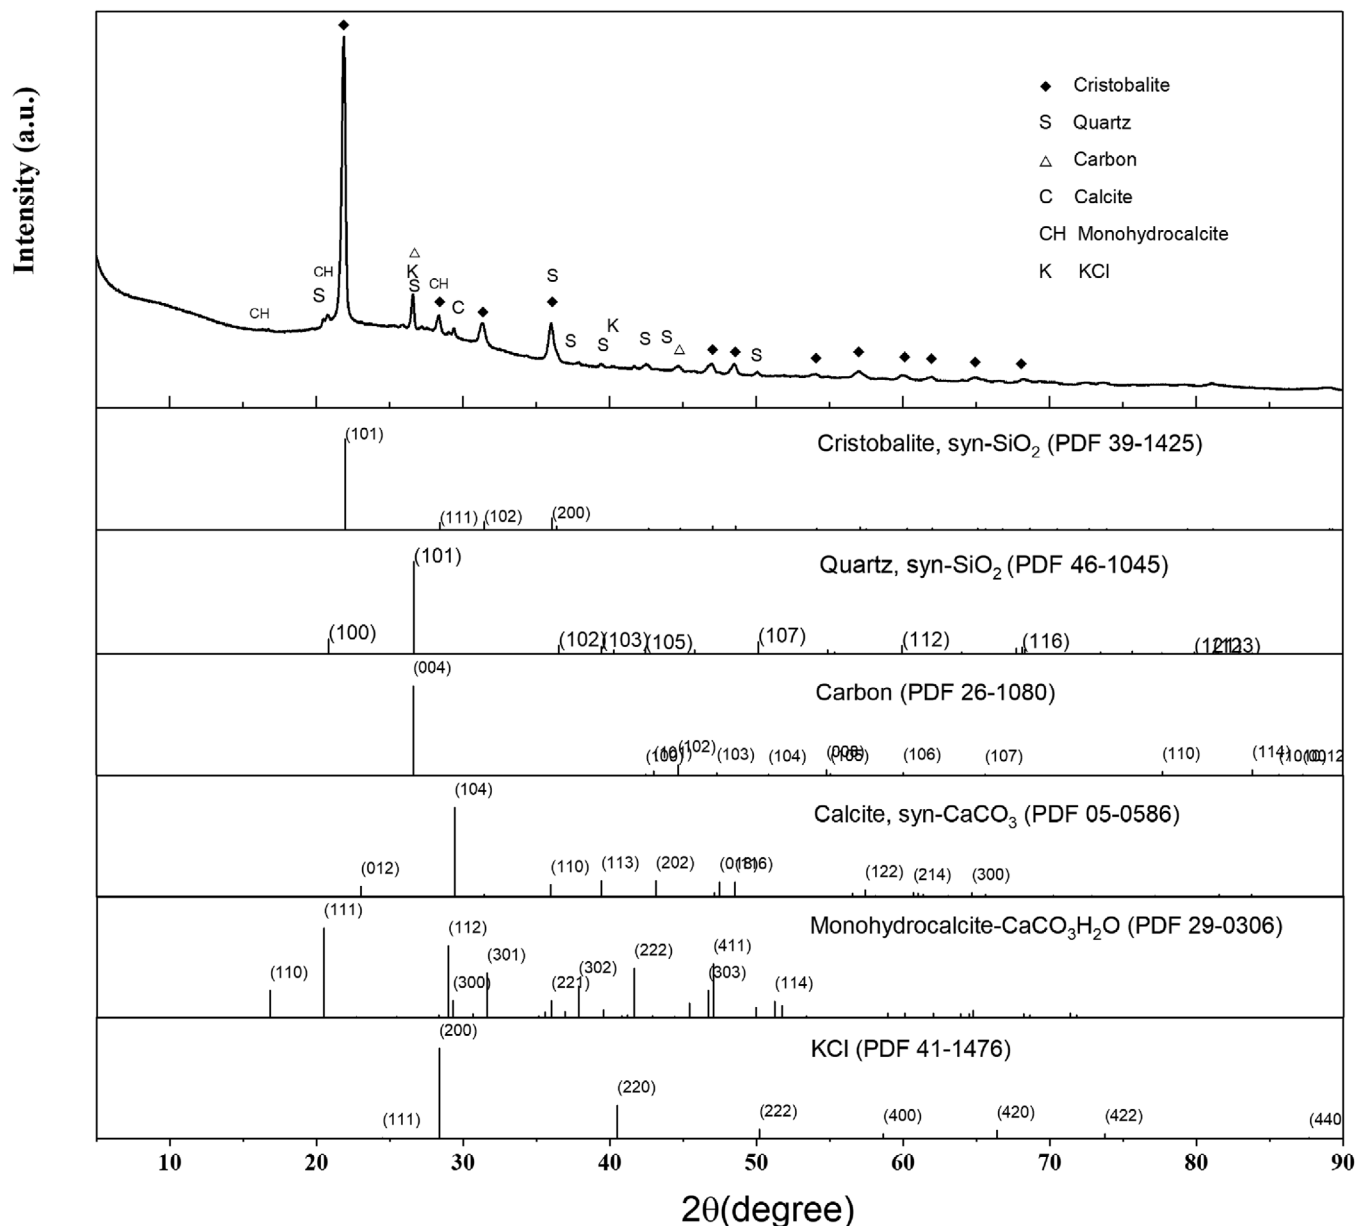 Intensity (a.u.)
◆ Cristobalite
S Quartz
△ Carbon
C Calcite
CH Monohydrocalcite
K KCl
◆
CH
S
CH
△
K
S
CH
◆
C
◆
S
◆
S
K
S
S
S
△
◆
◆
S
◆
◆
◆
◆
◆
◆
Cristobalite, syn-SiO₂ (PDF 39-1425)
(101)
(111)
(102)
(200)
Quartz, syn-SiO₂ (PDF 46-1045)
(101)
(100)
(102)
(103)
(105)
(107)
(112)
(116)
Carbon (PDF 26-1080)
(004)
(102)
(103)
(104)
(105)
(106)
(107)
(110)
(114)
Calcite, syn-CaCO₃ (PDF 05-0586)
(104)
(012)
(110)
(113)
(202)
(018)
(116)
(122)
(214)
(300)
Monohydrocalcite-CaCO₃H₂O (PDF 29-0306)
(111)
(110)
(112)
(300)
(301)
(221)
(302)
(222)
(411)
(303)
(114)
KCl (PDF 41-1476)
(200)
(111)
(220)
(222)
(400)
(420)
(422)
(440
10 20 30 40 50 60 70 80 90
2θ(degree)